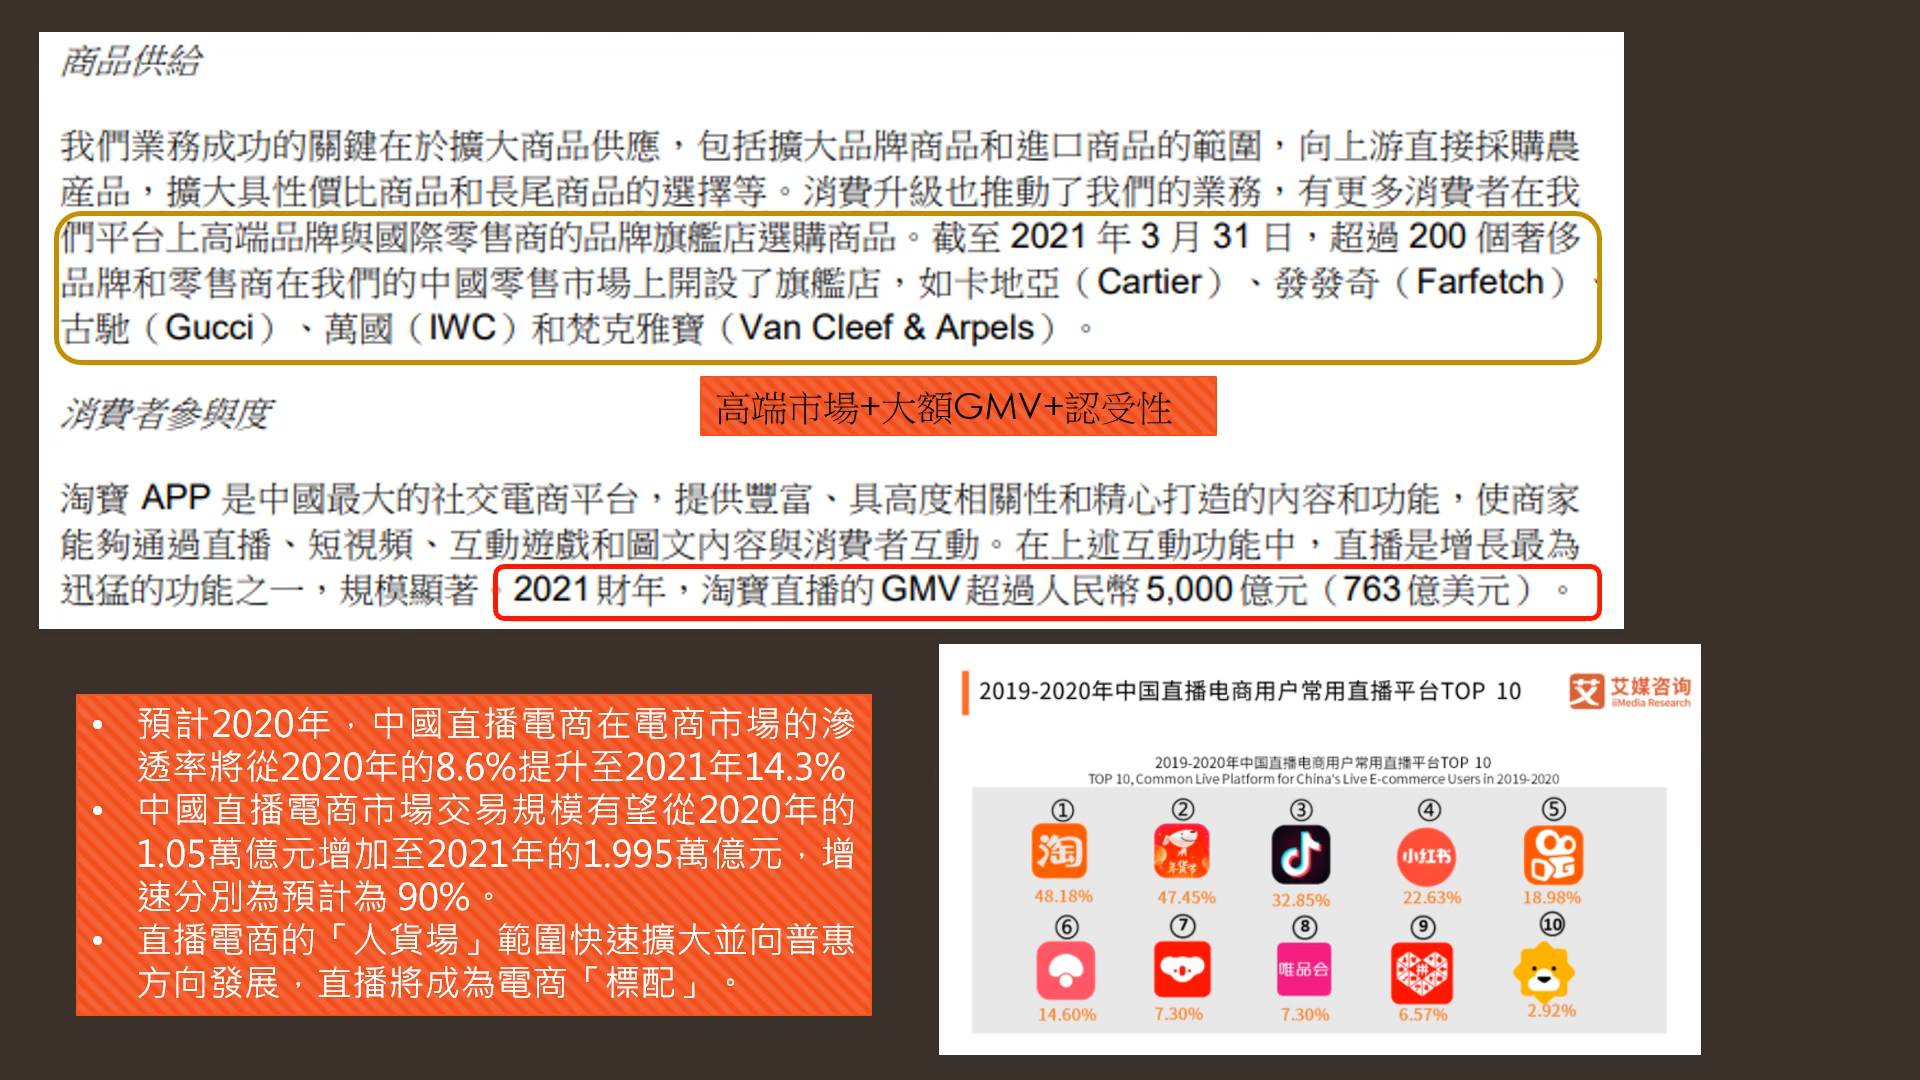 商品供給
我們業務成功的關鍵在於擴大商品供應，包括擴大品牌商品和進口商品的範圍，向上游直接採購農
產品，擴大具性價比商品和長尾商品的選擇等。消費升級也推動了我們的業務，有更多消費者在我
們平台上高端品牌與國際零售商的品牌旗艦店選購商品。截至 2021 年 3 月 31 日，超過 200 個奢侈
品牌和零售商在我們的中國零售市場上開設了旗艦店，如卡地亞（Cartier）、發發奇（Farfetch）、
古馳（Gucci）、萬國（IWC）和梵克雅寶（Van Cleef & Arpels）。
高端市場+大額GMV+認受性
消費者參與度
淘寶 APP 是中國最大的社交電商平台，提供豐富、具高度相關性和精心打造的內容和功能，使商家
能夠通過直播、短視頻、互動遊戲和圖文內容與消費者互動。在上述互動功能中，直播是增長最為
迅猛的功能之一，規模顯著。2021 財年，淘寶直播的 GMV 超過人民幣 5,000 億元（763 億美元）。
• 預計2020年，中國直播電商在電商市場的滲
透率將從2020年的8.6%提升至2021年14.3%
• 中國直播電商市場交易規模有望從2020年的
1.05萬億元增加至2021年的1.995萬億元，增
速分別為預計為 90%。
• 直播電商的「人貨場」範圍快速擴大並向普惠
方向發展，直播將成為電商「標配」。
2019-2020年中国直播电商用户常用直播平台TOP 10
艾 艾媒咨询
iiMedia Research
2019-2020年中国直播电商用户常用直播平台TOP 10
TOP 10, Common Live Platform for China's Live E-commerce Users in 2019-2020
① ② ③ ④ ⑤
淘 年货节 小红书
48.18% 47.45% 32.85% 22.63% 18.98%
⑥ ⑦ ⑧ ⑨ ⑩
唯品会 拼
14.60% 7.30% 7.30% 6.57% 2.92%